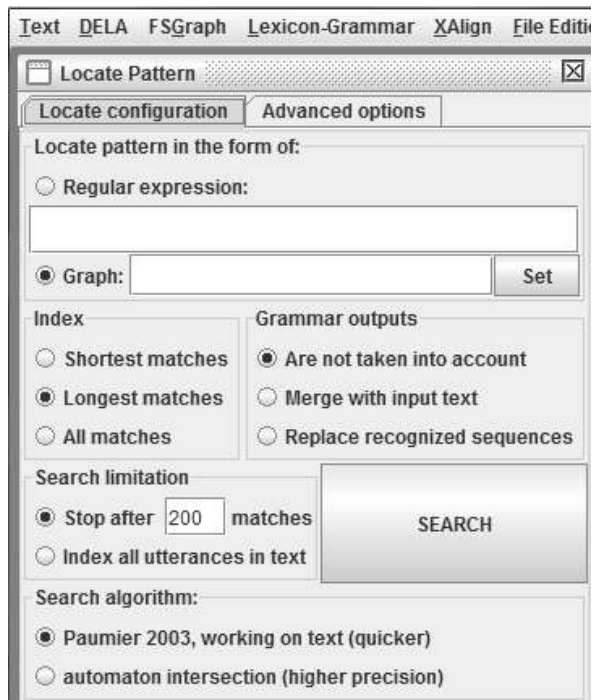 Text DELA FSGraph Lexicon-Grammar XAlign File Editi
Locate Pattern
Locate configuration Advanced options
Locate pattern in the form of:
Regular expression:
Graph: Set
Index Grammar outputs
Shortest matches Are not taken into account
Longest matches Merge with input text
All matches Replace recognized sequences
Search limitation
Stop after 200 matches SEARCH
Index all utterances in text
Search algorithm:
Paumier 2003, working on text (quicker)
automaton intersection (higher precision)